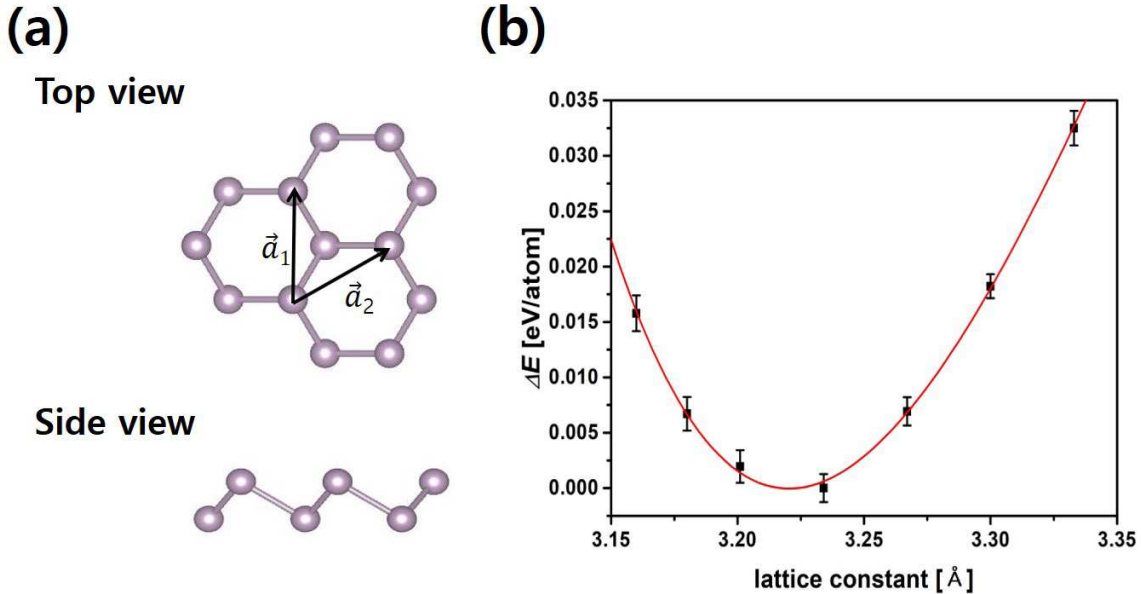 (a)
Top view
a⃗1
a⃗2
Side view
(b)
ΔE [eV/atom]
0.035
0.030
0.025
0.020
0.015
0.010
0.005
0.000
3.15
3.20
3.25
3.30
3.35
lattice constant [Å]